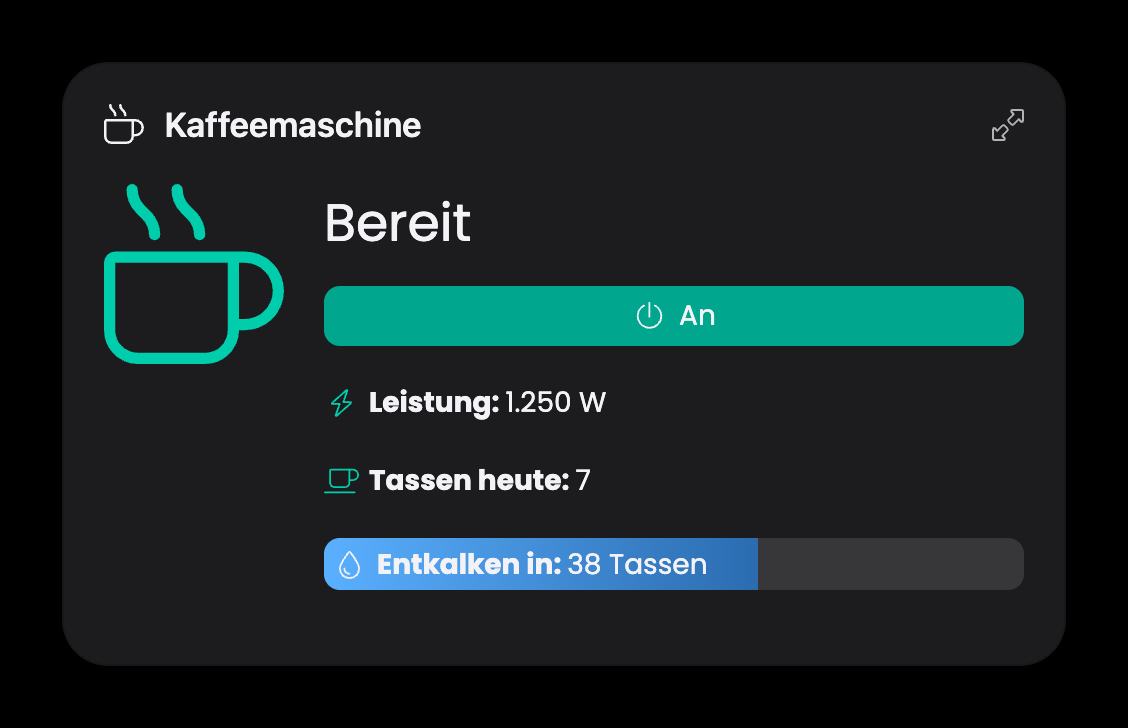 Kaffeemaschine
Bereit
An
Leistung: 1.250 W
Tassen heute: 7
Entkalken in: 38 Tassen